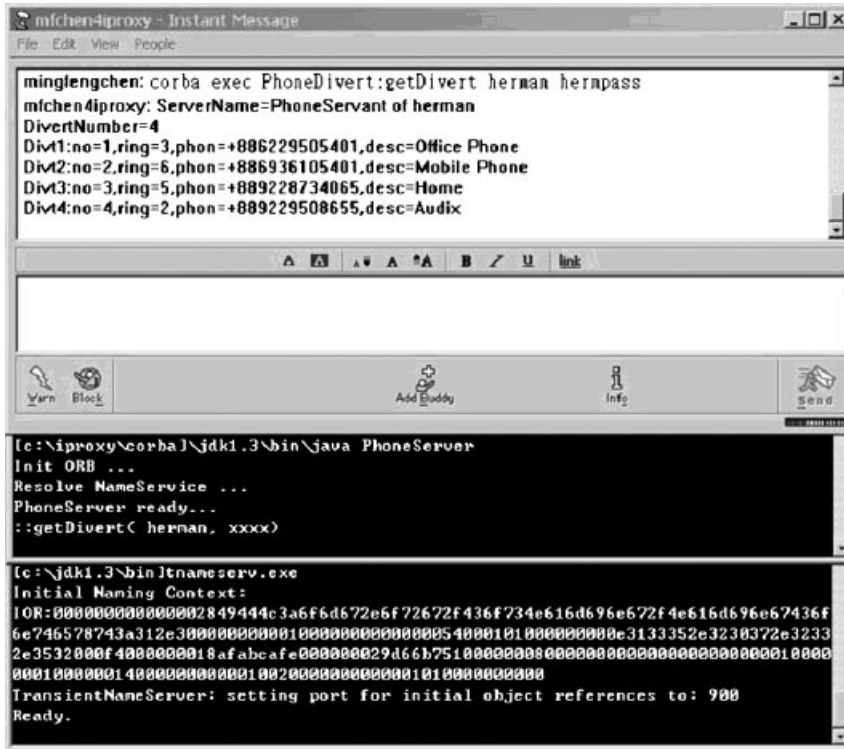 mfchen4iproxy - Instant Message
File Edit View People
mingfengchen: corba exec PhoneDivert:getDivert herman hermpass
mfchen4iproxy: ServerName=PhoneServant of herman
DivertNumber=4
Divt1:no=1,ring=3,phon=+886229505401,desc=Office Phone
Divt2:no=2,ring=6,phon=+886936105401,desc=Mobile Phone
Divt3:no=3,ring=5,phon=+889228734065,desc=Home
Divt4:no=4,ring=2,phon=+889229508655,desc=Audix
A A A A A B I U link
Warn Block Add Buddy Info Send
[c:\iproxy\corba]\jdk1.3\bin\java PhoneServer
Init ORB ...
Resolve NameService ...
PhoneServer ready...
::getDivert( herman, xxxx)
[c:\jdk1.3\bin]tnameserv.exe
Initial Naming Context:
TransientNameServer: setting port for initial object references to: 900
Ready.